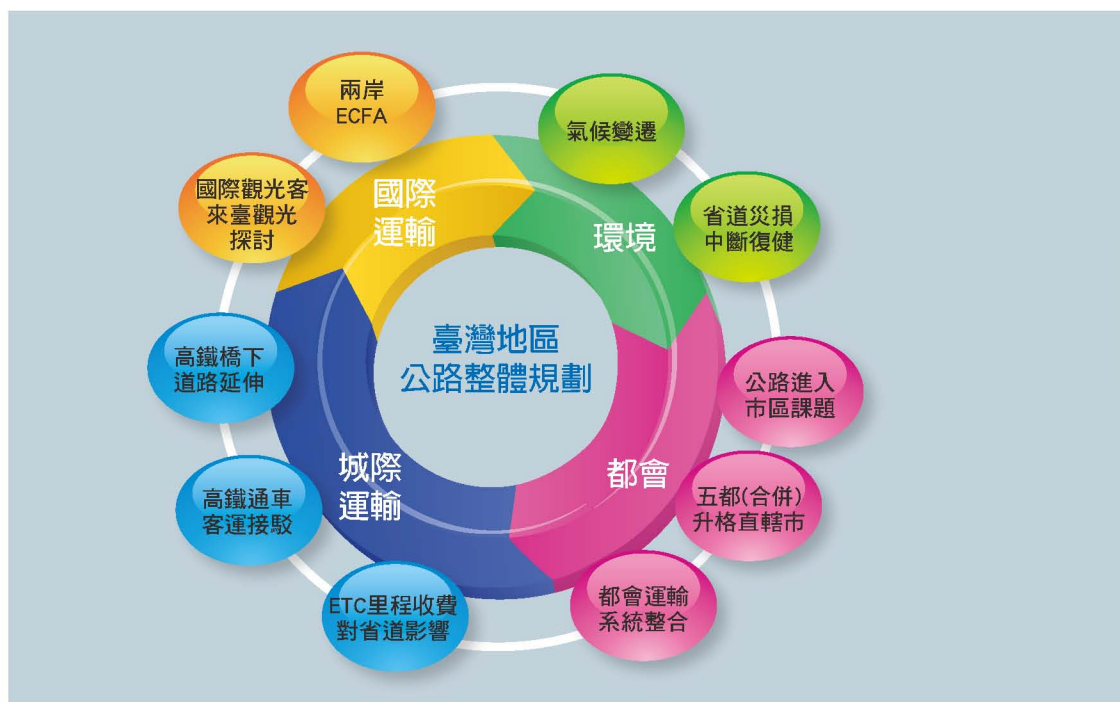 兩岸
ECFA
氣候變遷
國際觀光客
來臺觀光
探討
國際
運輸
環境
省道災損
中斷復健
臺灣地區
公路整體規劃
高鐵橋下
道路延伸
公路進入
市區課題
城際
運輸
都會
高鐵通車
客運接駁
五都(合併)
升格直轄市
ETC里程收費
對省道影響
都會運輸
系統整合